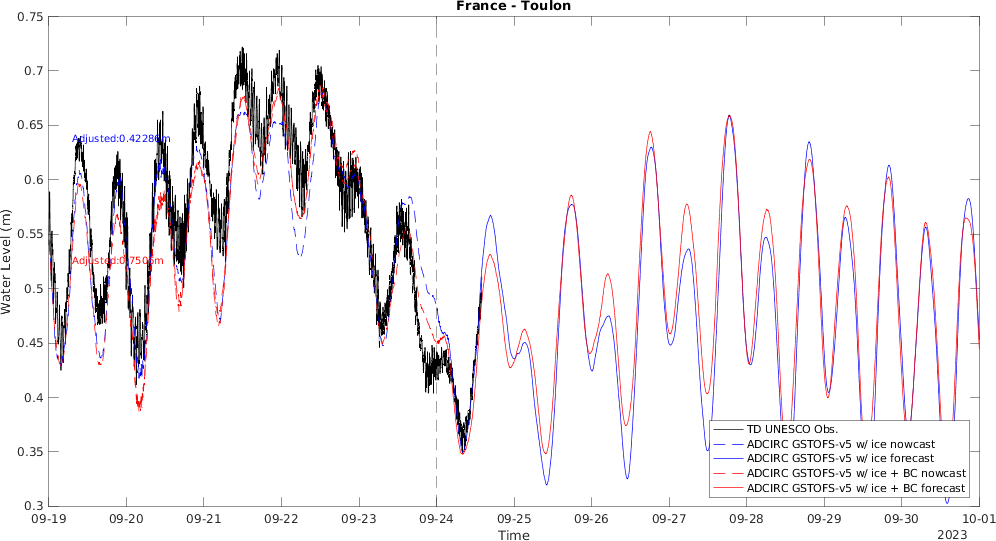 France - Toulon
0.75
0.7
0.65
0.6
0.55
0.5
0.45
0.4
0.35
0.3
Water Level (m)
Adjusted:0.42286m
TD UNESCO Obs.
ADCIRC GSTOFS-v5 w/ ice nowcast
ADCIRC GSTOFS-v5 w/ ice forecast
ADCIRC GSTOFS-v5 w/ ice + BC nowcast
ADCIRC GSTOFS-v5 w/ ice + BC forecast
09-19 09-20 09-21 09-22 09-23 09-24 09-25 09-26 09-27 09-28 09-29 09-30 10-01
Time
2023